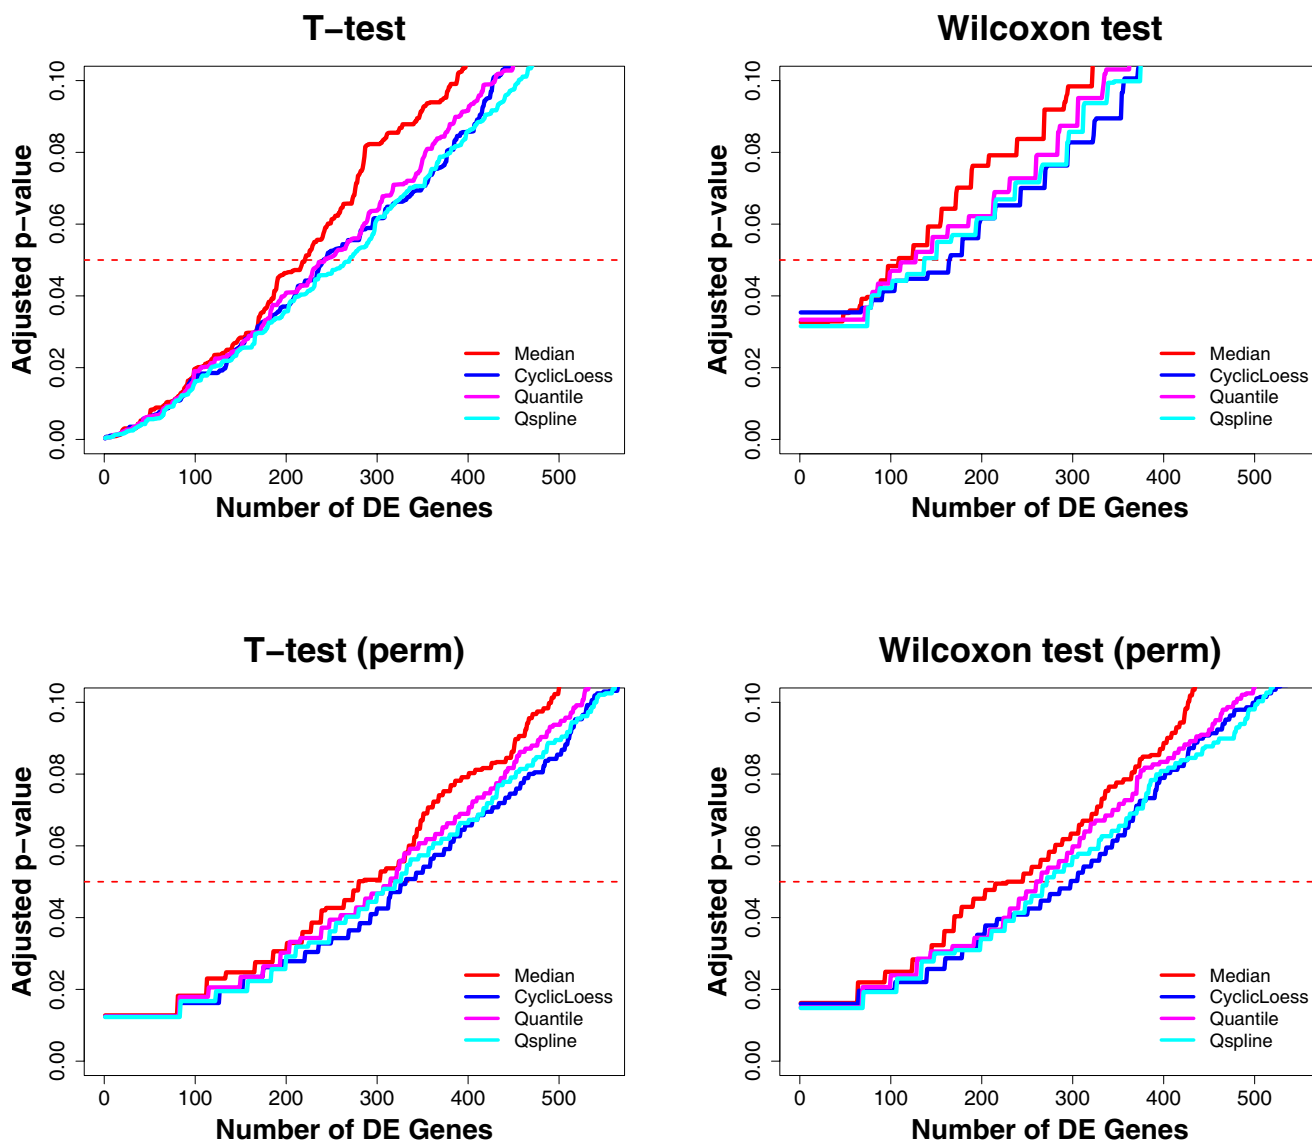 T-test
Adjusted p-value
0.10
0.08
0.06
0.04
0.02
0.00
Median
CyclicLoess
Quantile
Qspline
0 100 200 300 400 500
Number of DE Genes
Wilcoxon test
Adjusted p-value
0.10
0.08
0.06
0.04
0.02
0.00
Median
CyclicLoess
Quantile
Qspline
0 100 200 300 400 500
Number of DE Genes
T-test (perm)
Adjusted p-value
0.10
0.08
0.06
0.04
0.02
0.00
Median
CyclicLoess
Quantile
Qspline
0 100 200 300 400 500
Number of DE Genes
Wilcoxon test (perm)
Adjusted p-value
0.10
0.08
0.06
0.04
0.02
0.00
Median
CyclicLoess
Quantile
Qspline
0 100 200 300 400 500
Number of DE Genes